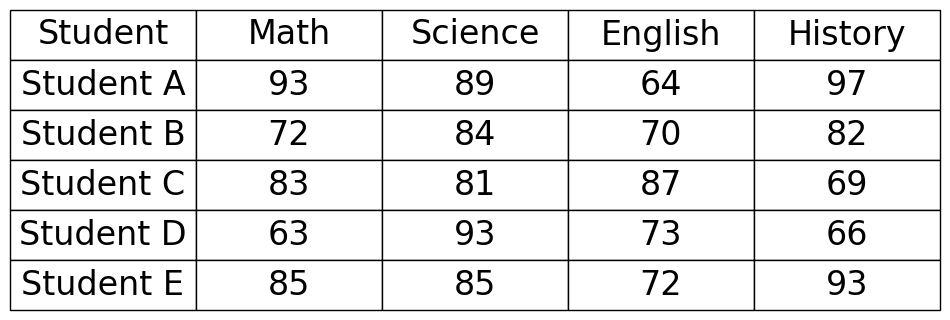 Student Math Science English History
Student A 93 89 64 97
Student B 72 84 70 82
Student C 83 81 87 69
Student D 63 93 73 66
Student E 85 85 72 93